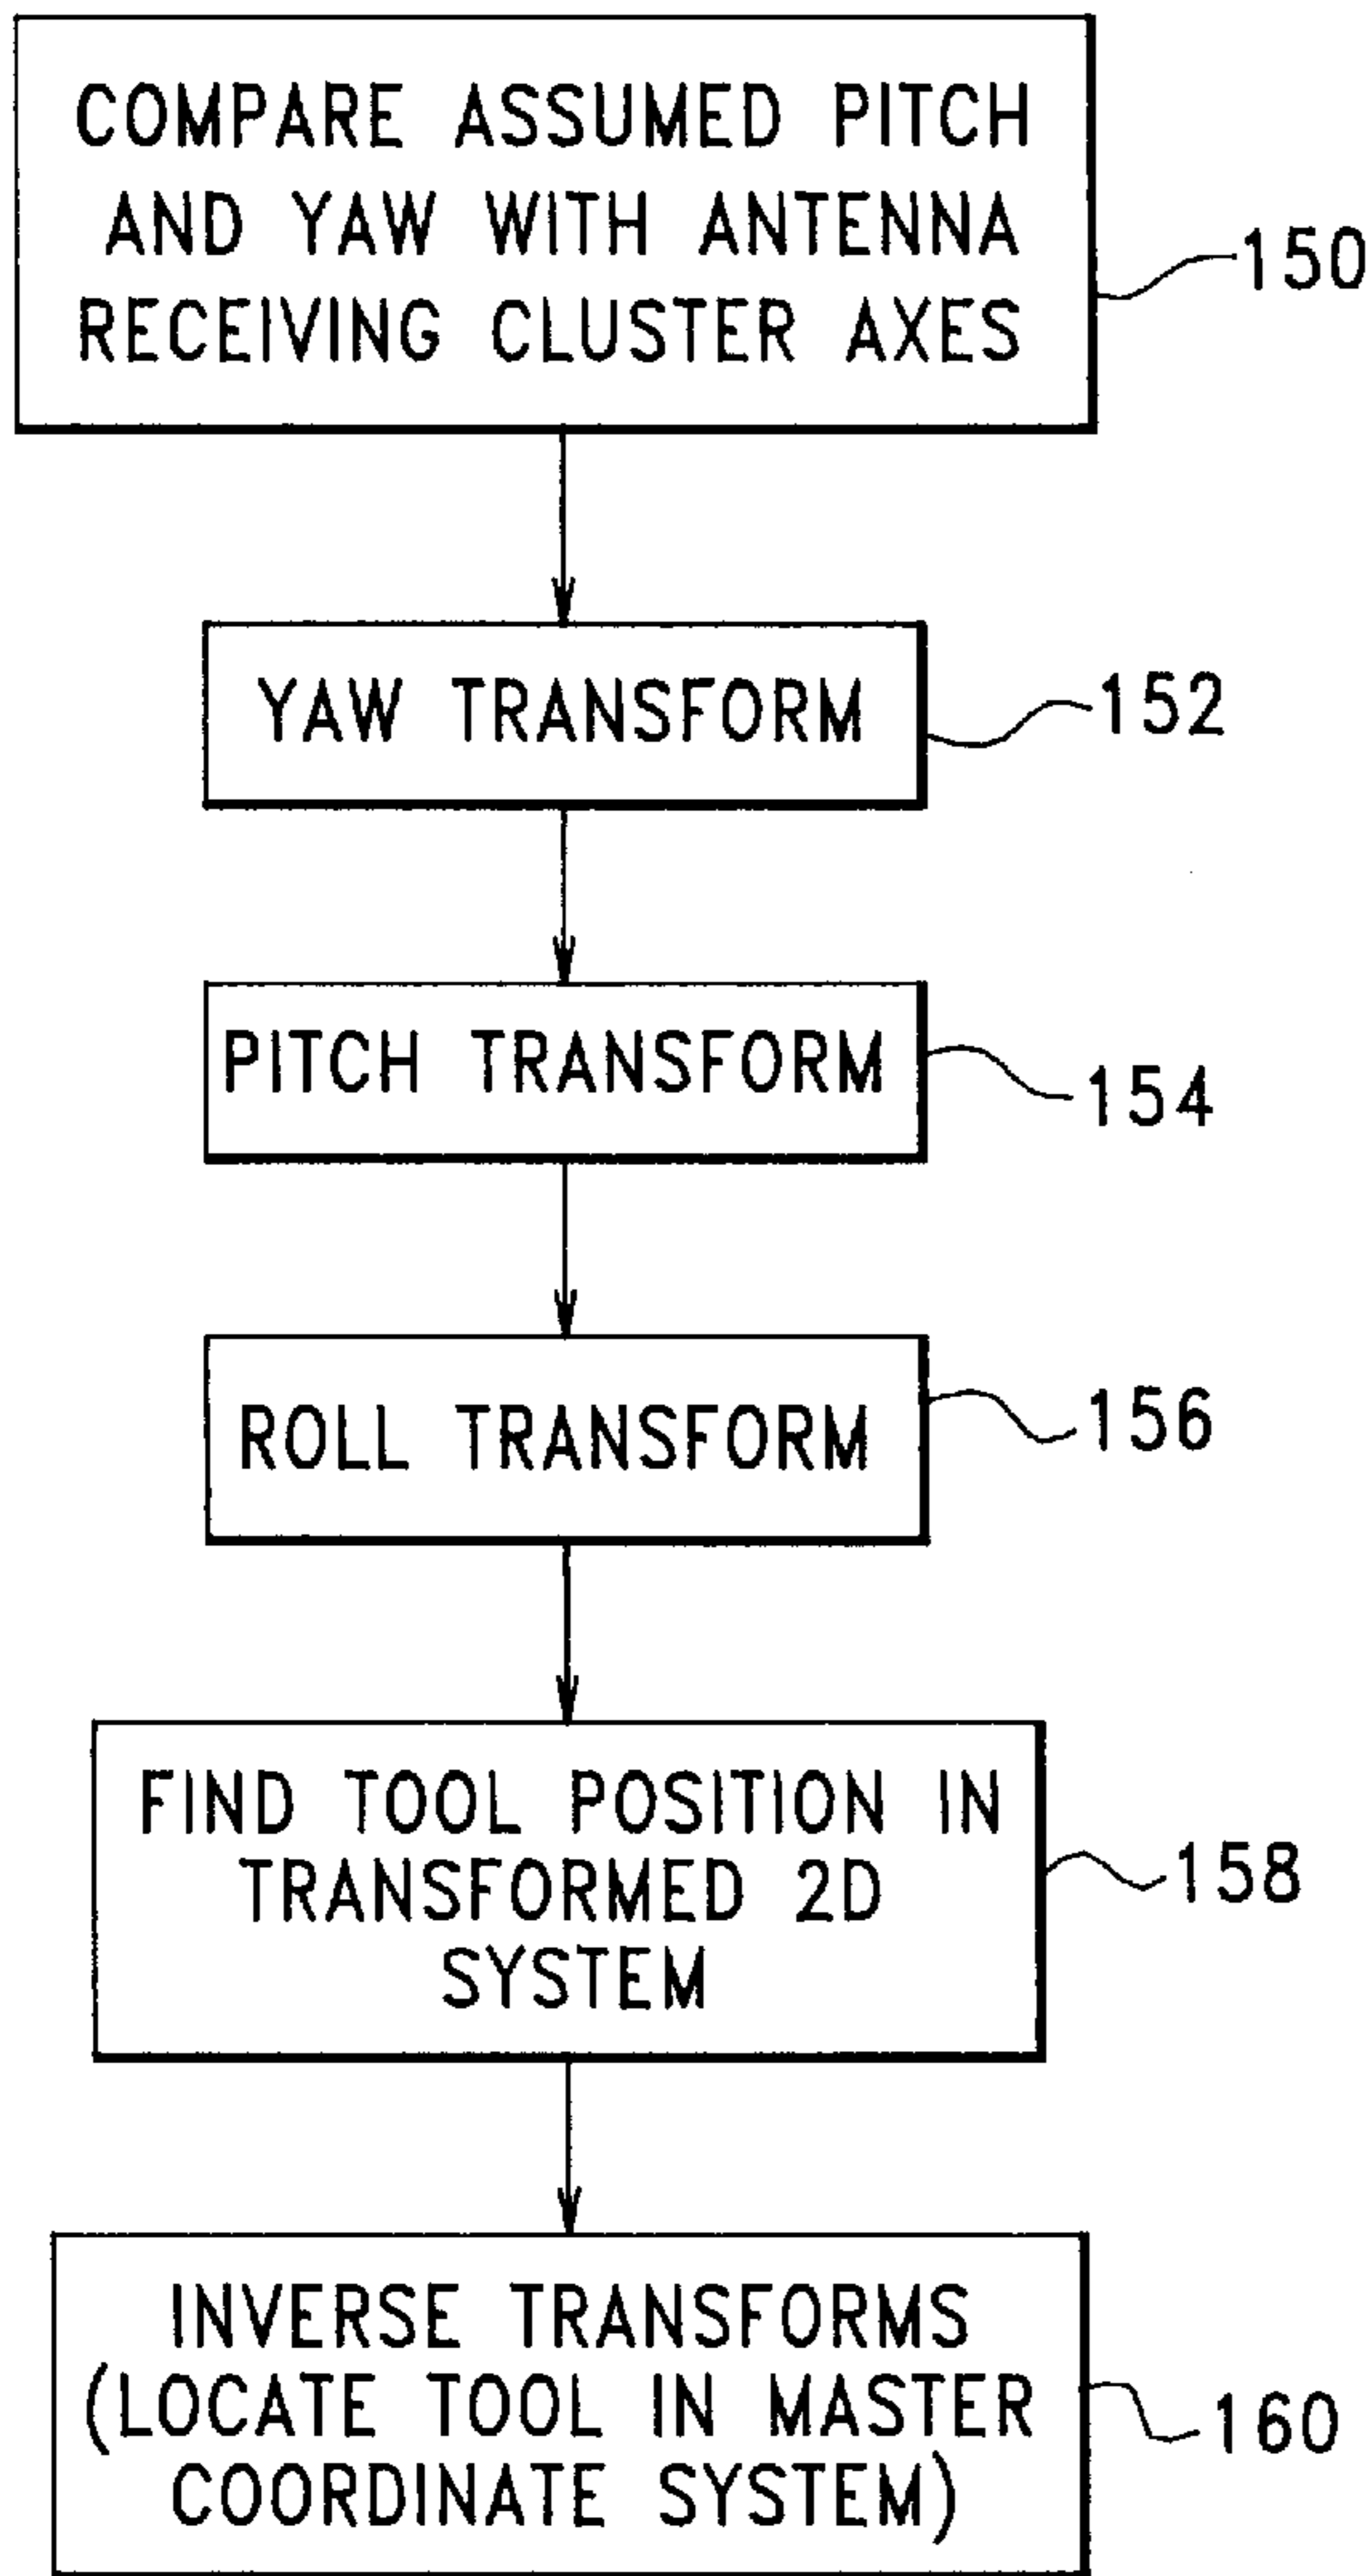 COMPARE ASSUMED PITCH
AND YAW WITH ANTENNA
RECEIVING CLUSTER AXES
150
YAW TRANSFORM
152
PITCH TRANSFORM
154
ROLL TRANSFORM
156
FIND TOOL POSITION IN
TRANSFORMED 2D
SYSTEM
158
INVERSE TRANSFORMS
(LOCATE TOOL IN MASTER
COORDINATE SYSTEM)
160